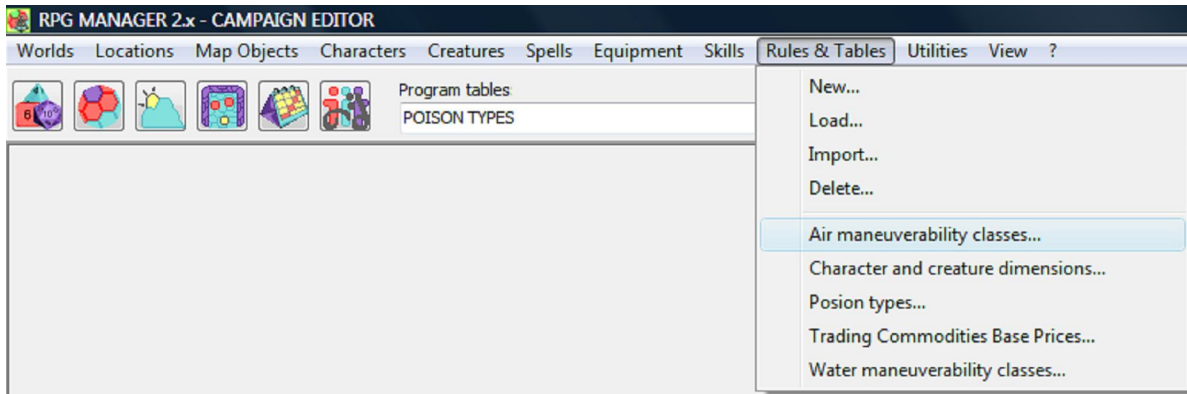 RPG MANAGER 2.x - CAMPAIGN EDITOR
Worlds Locations Map Objects Characters Creatures Spells Equipment Skills Rules & Tables Utilities View ?
Program tables:
POISON TYPES
New...
Load...
Import...
Delete...
Air maneuverability classes...
Character and creature dimensions...
Posion types...
Trading Commodities Base Prices...
Water maneuverability classes...